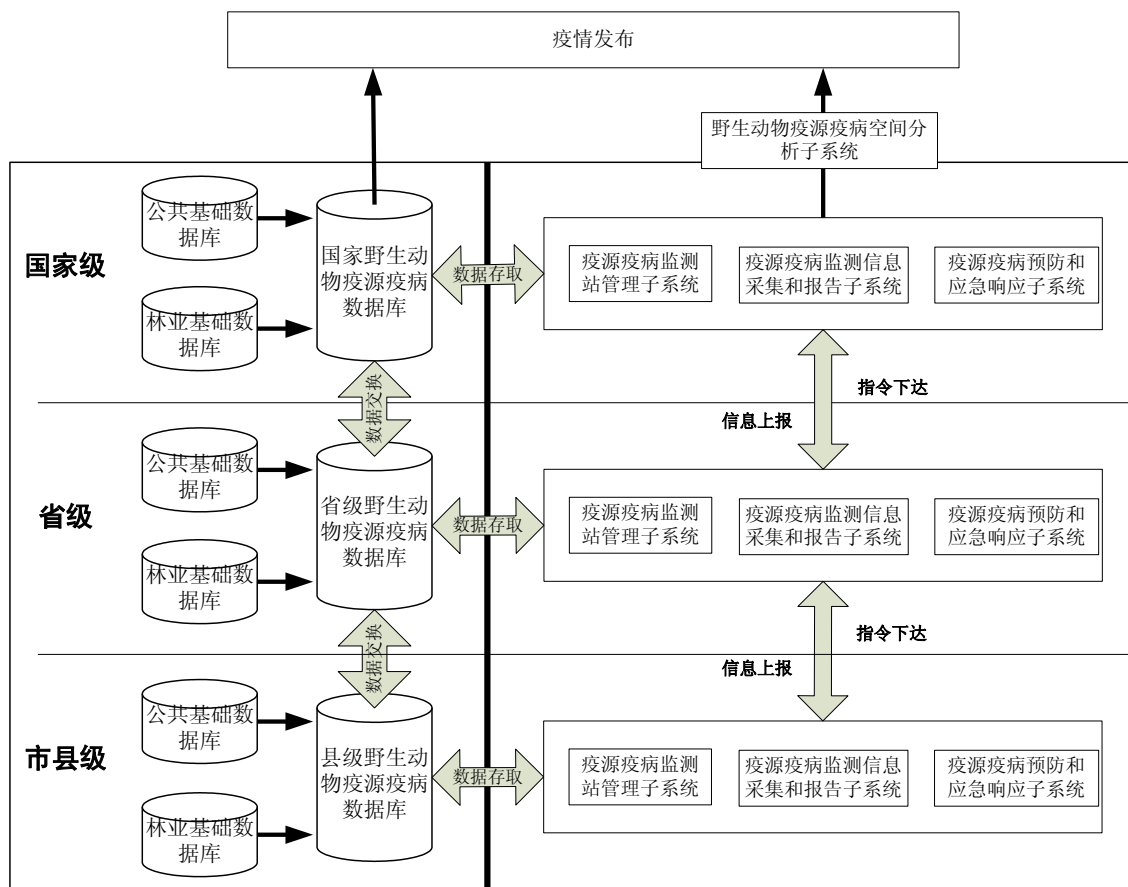 疫情发布
野生动物疫源疫病空间分
析子系统
国家级
公共基础数
据库
林业基础数
据库
国家野生动
物疫源疫病
数据库
数据存取
疫源疫病监测
站管理子系统
疫源疫病监测信息
采集和报告子系统
疫源疫病预防和
应急响应子系统
数据交换
指令下达
信息上报
省级
公共基础数
据库
林业基础数
据库
省级野生动
物疫源疫病
数据库
数据存取
疫源疫病监测
站管理子系统
疫源疫病监测信息
采集和报告子系统
疫源疫病预防和
应急响应子系统
数据交换
指令下达
信息上报
市县级
公共基础数
据库
林业基础数
据库
县级野生动
物疫源疫病
数据库
数据存取
疫源疫病监测
站管理子系统
疫源疫病监测信息
采集和报告子系统
疫源疫病预防和
应急响应子系统